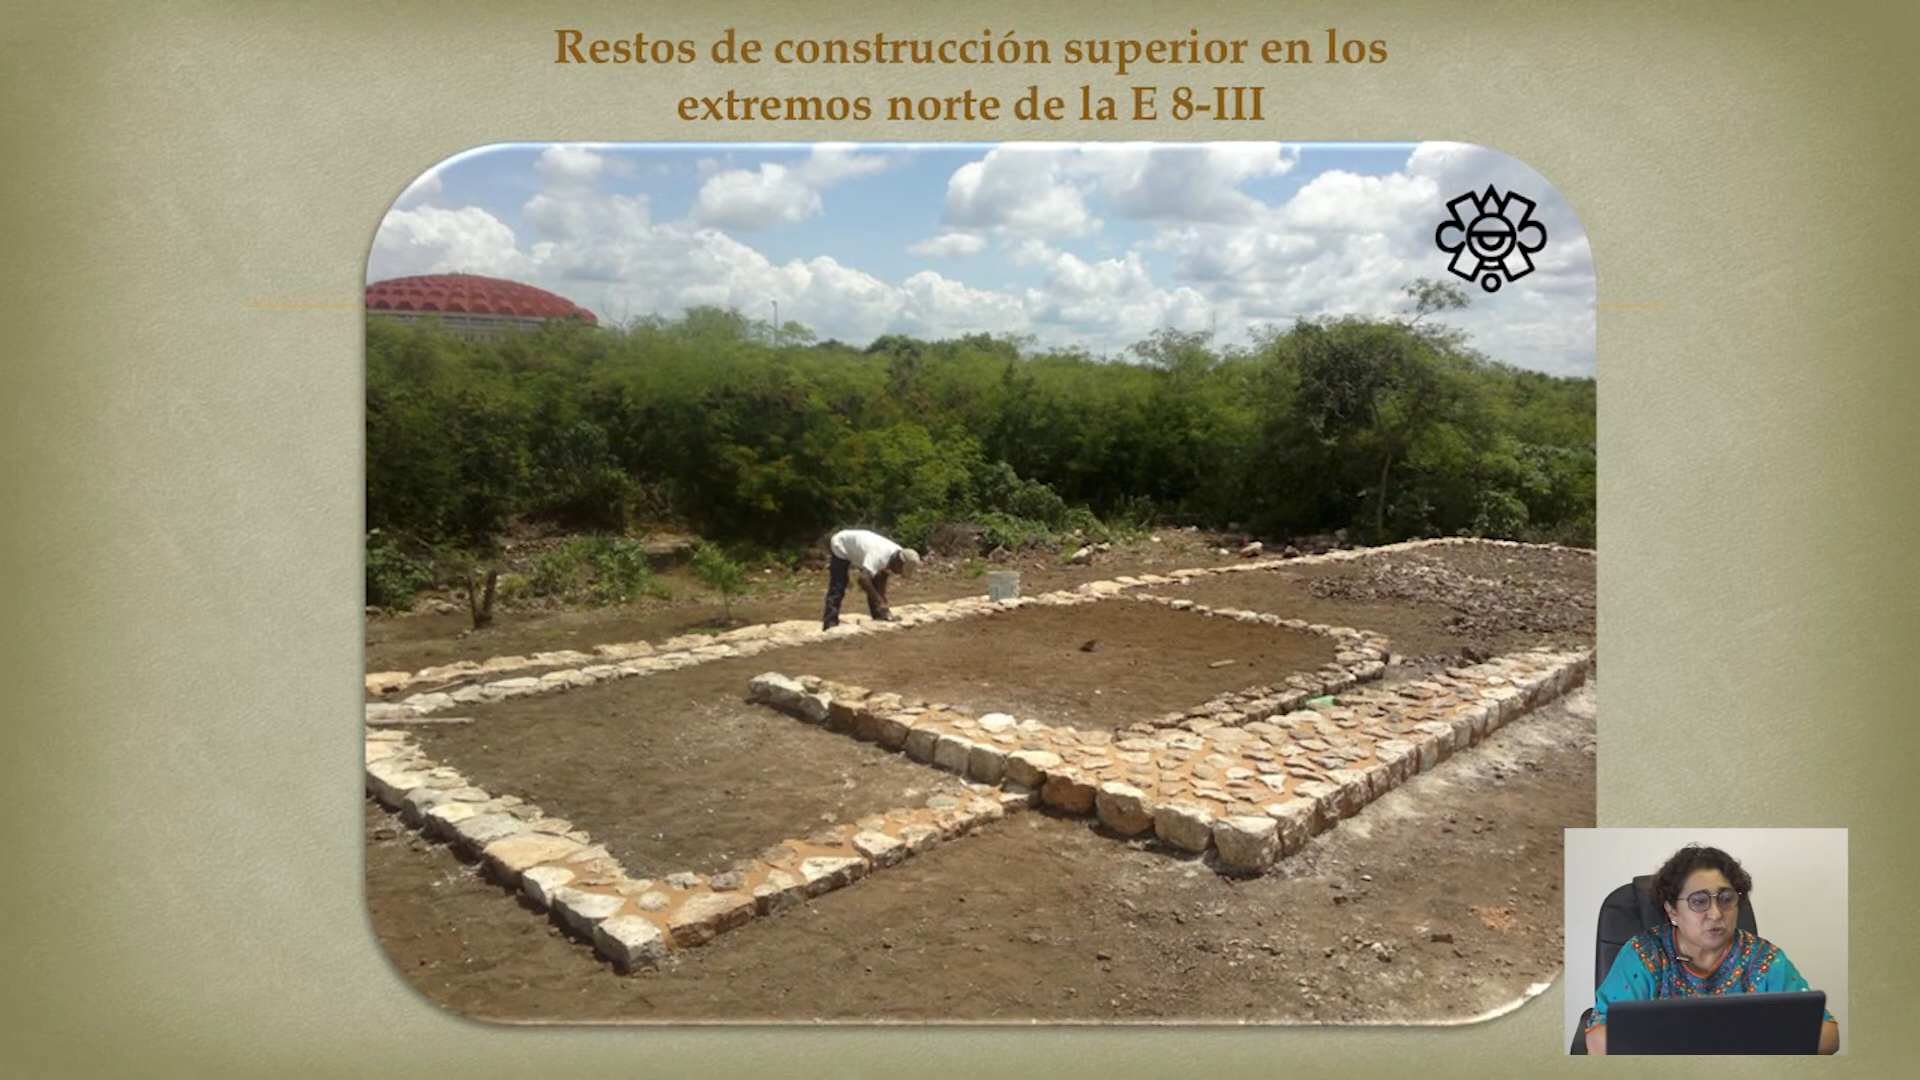 Restos de construcción superior en los
extremos norte de la E 8-III